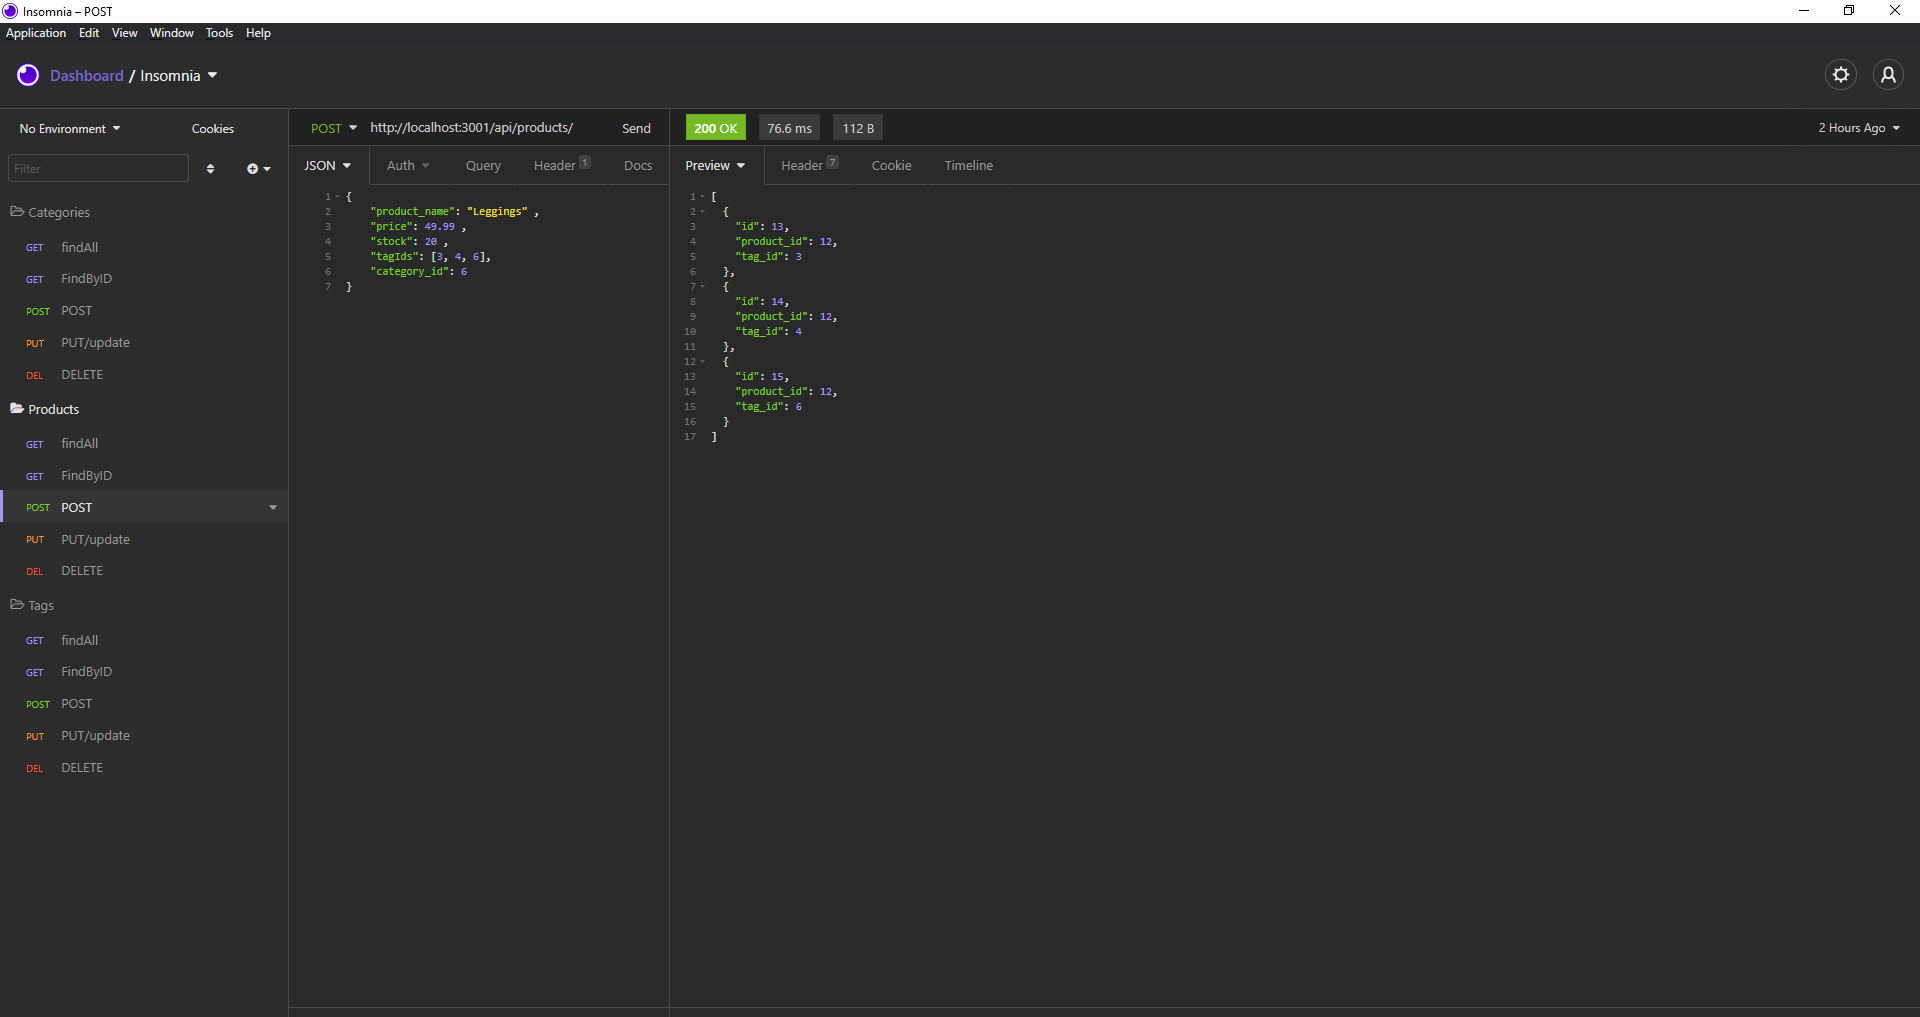 Insomnia – POST
Application Edit View Window Tools Help
Dashboard / Insomnia
No Environment Cookies
Filter
Categories
GET findAll
GET FindByID
POST POST
PUT PUT/update
DEL DELETE
Products
GET findAll
GET FindByID
POST POST
PUT PUT/update
DEL DELETE
Tags
GET findAll
GET FindByID
POST POST
PUT PUT/update
DEL DELETE
POST http://localhost:3001/api/products/ Send
JSON Auth Query Header 1 Docs
1 {
2 "product_name": "Leggings" ,
3 "price": 49.99 ,
4 "stock": 20 ,
5 "tagIds": [3, 4, 6],
6 "category_id": 6
7 }
200 OK 76.6 ms 112 B 2 Hours Ago
Preview Header 7 Cookie Timeline
1 [
2 {
3 "id": 13,
4 "product_id": 12,
5 "tag_id": 3
6 },
7 {
8 "id": 14,
9 "product_id": 12,
10 "tag_id": 4
11 },
12 {
13 "id": 15,
14 "product_id": 12,
15 "tag_id": 6
16 }
17 ]